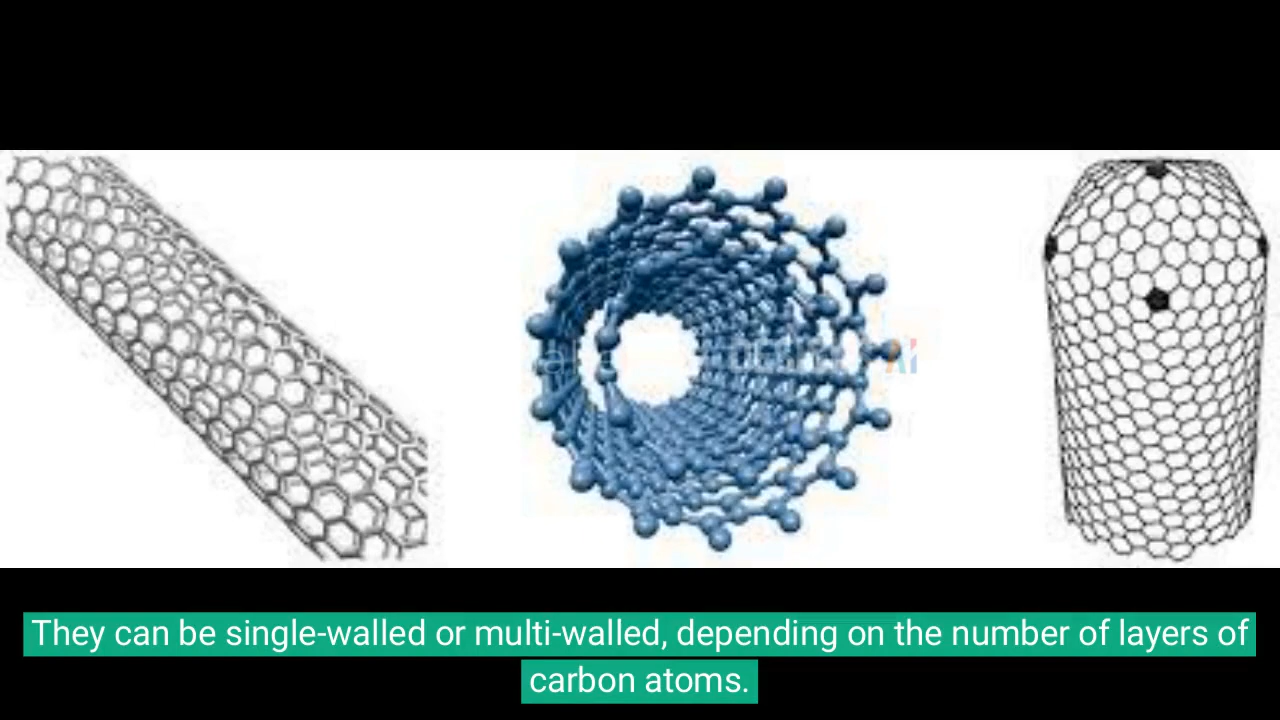 They can be single-walled or multi-walled, depending on the number of layers of
carbon atoms.